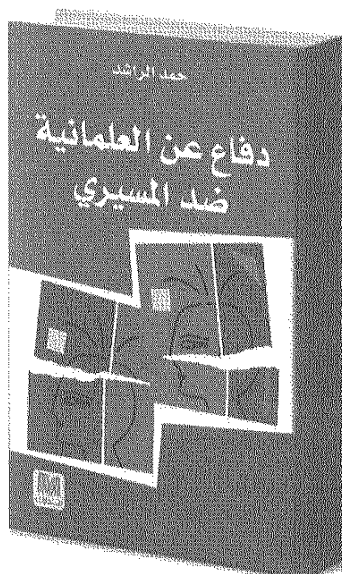 حمد الراشد
دفاع عن العلمانية
ضد المسيري